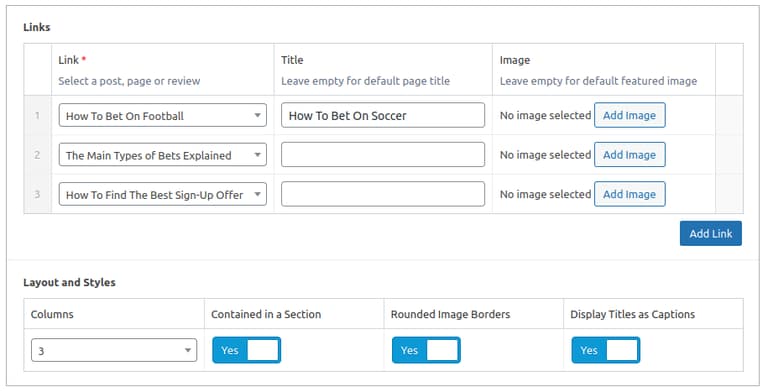 Links
Link * Title Image
Select a post, page or review Leave empty for default page title Leave empty for default featured image
1 How To Bet On Football How To Bet On Soccer No image selected Add Image
2 The Main Types of Bets Explained No image selected Add Image
3 How To Find The Best Sign-Up Offer No image selected Add Image
Add Link
Layout and Styles
Columns Contained in a Section Rounded Image Borders Display Titles as Captions
3 Yes Yes Yes